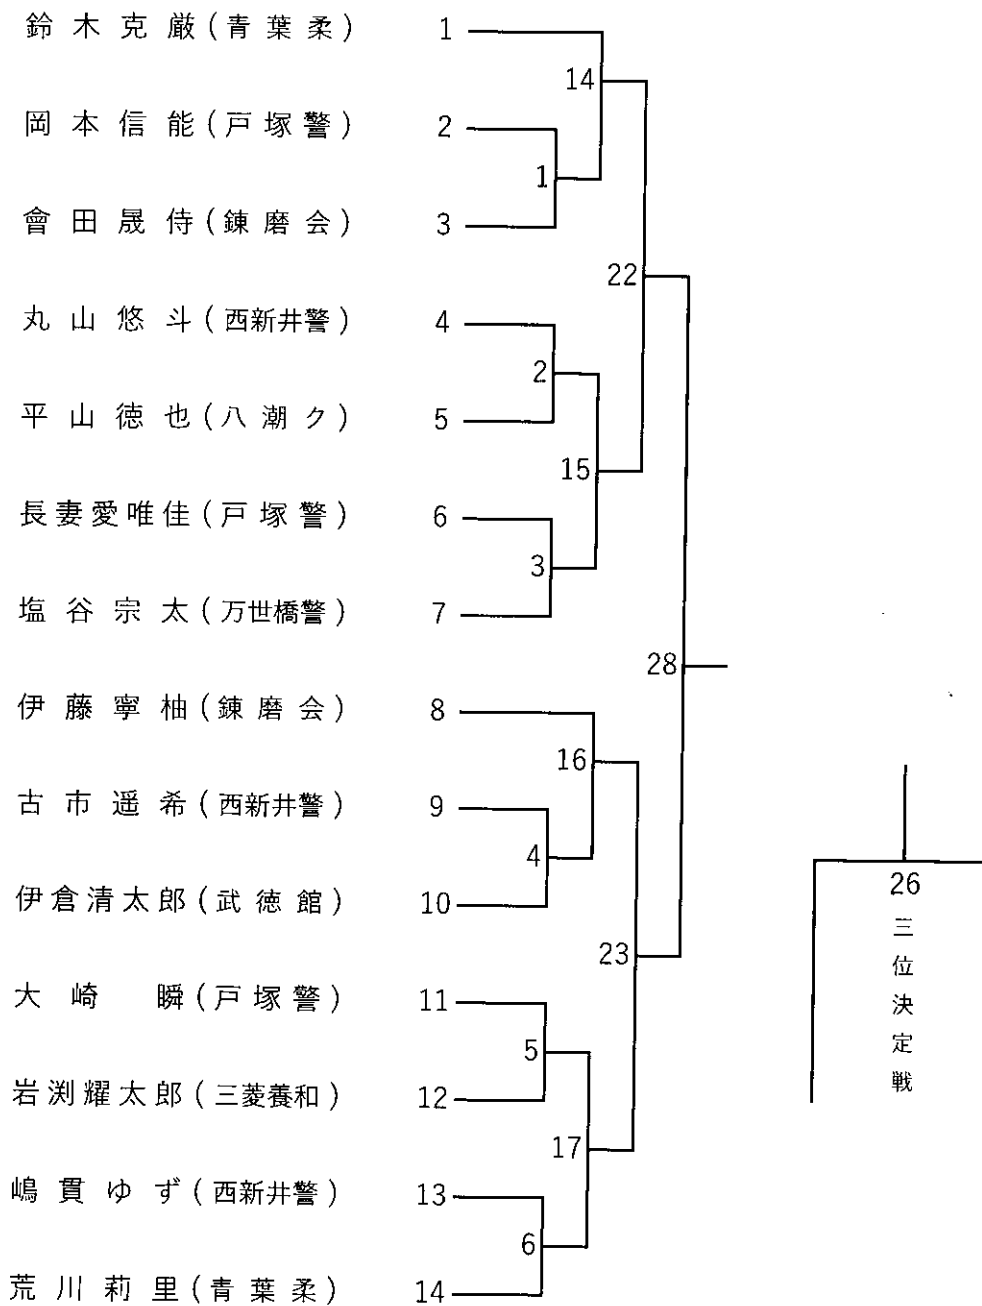 鈴木克厳(青葉柔) 1
14
岡本信能(戸塚警) 2
1
會田晟侍(錬磨会) 3
22
丸山悠斗(西新井警) 4
2
平山徳也(八潮ク) 5
15
長妻愛唯佳(戸塚警) 6
3
塩谷宗太(万世橋警) 7
28
伊藤寧柚(錬磨会) 8
16
古市遥希(西新井警) 9
4
伊倉清太郎(武徳館) 10
23
大崎 瞬(戸塚警) 11
5
岩渕耀太郎(三菱養和) 12
17
嶋貫ゆず(西新井警) 13
6
荒川莉里(青葉柔) 14
26
三位決定戦